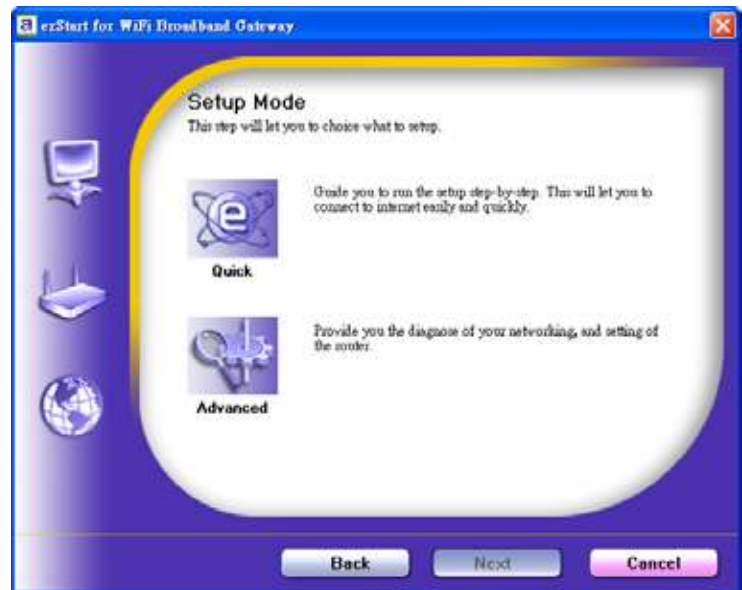 ezStart for WiFi Broadband Gateway
Setup Mode
This step will let you to choice what to setup.
Guide you to run the setup step-by-step. This will let you to
connect to internet easily and quickly.
Quick
Provide you the diagnose of your networking, and setting of
the router.
Advanced
Back
Next
Cancel